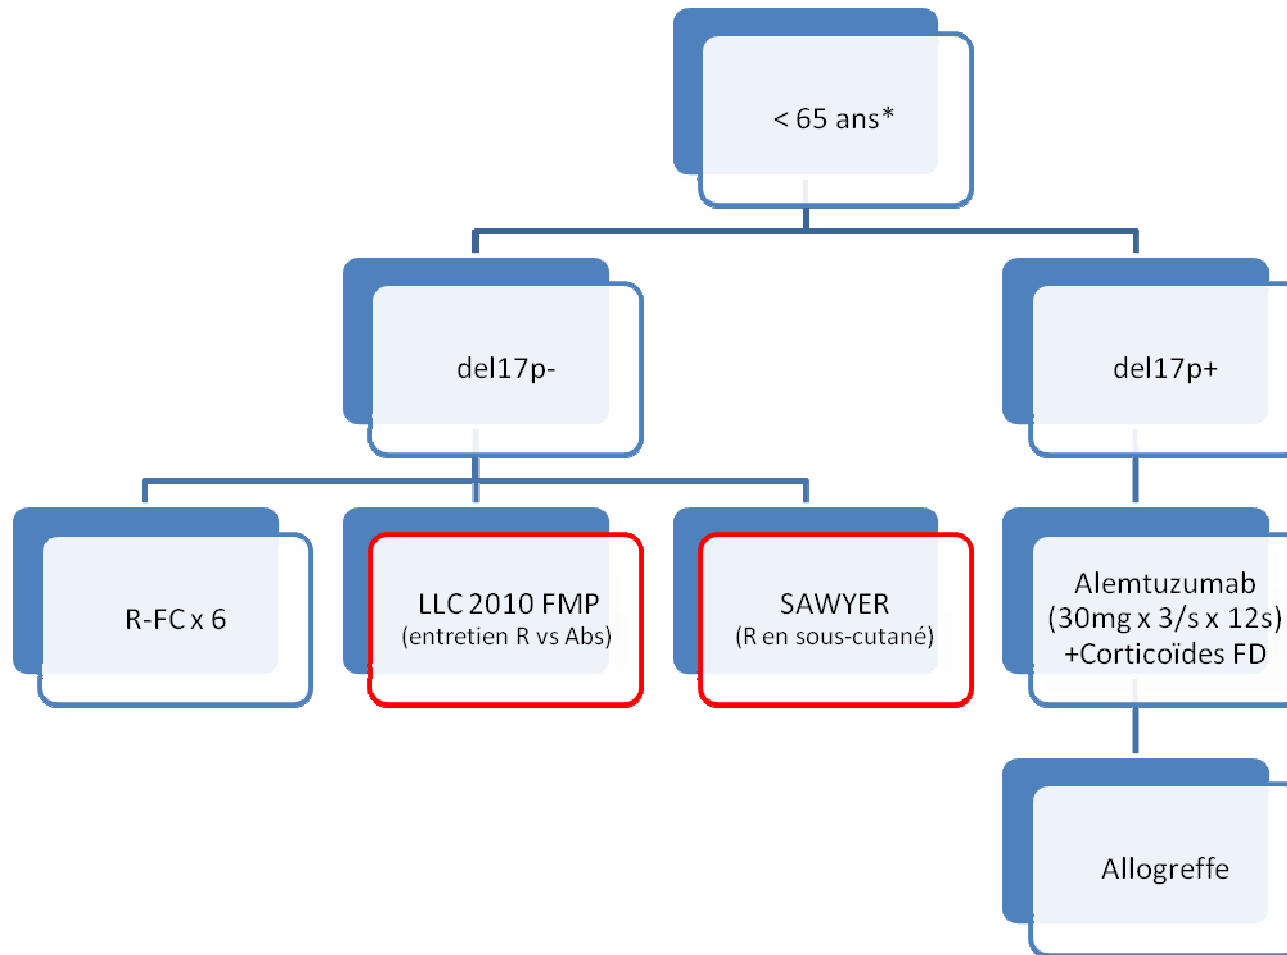 < 65 ans*
del17p-
del17p+
R-FC x 6
LLC 2010 FMP
(entretien R vs Abs)
SAWYER
(R en sous-cutané)
Alemtuzumab
(30mg x 3/s x 12s)
+Corticoïdes FD
Allogreffe